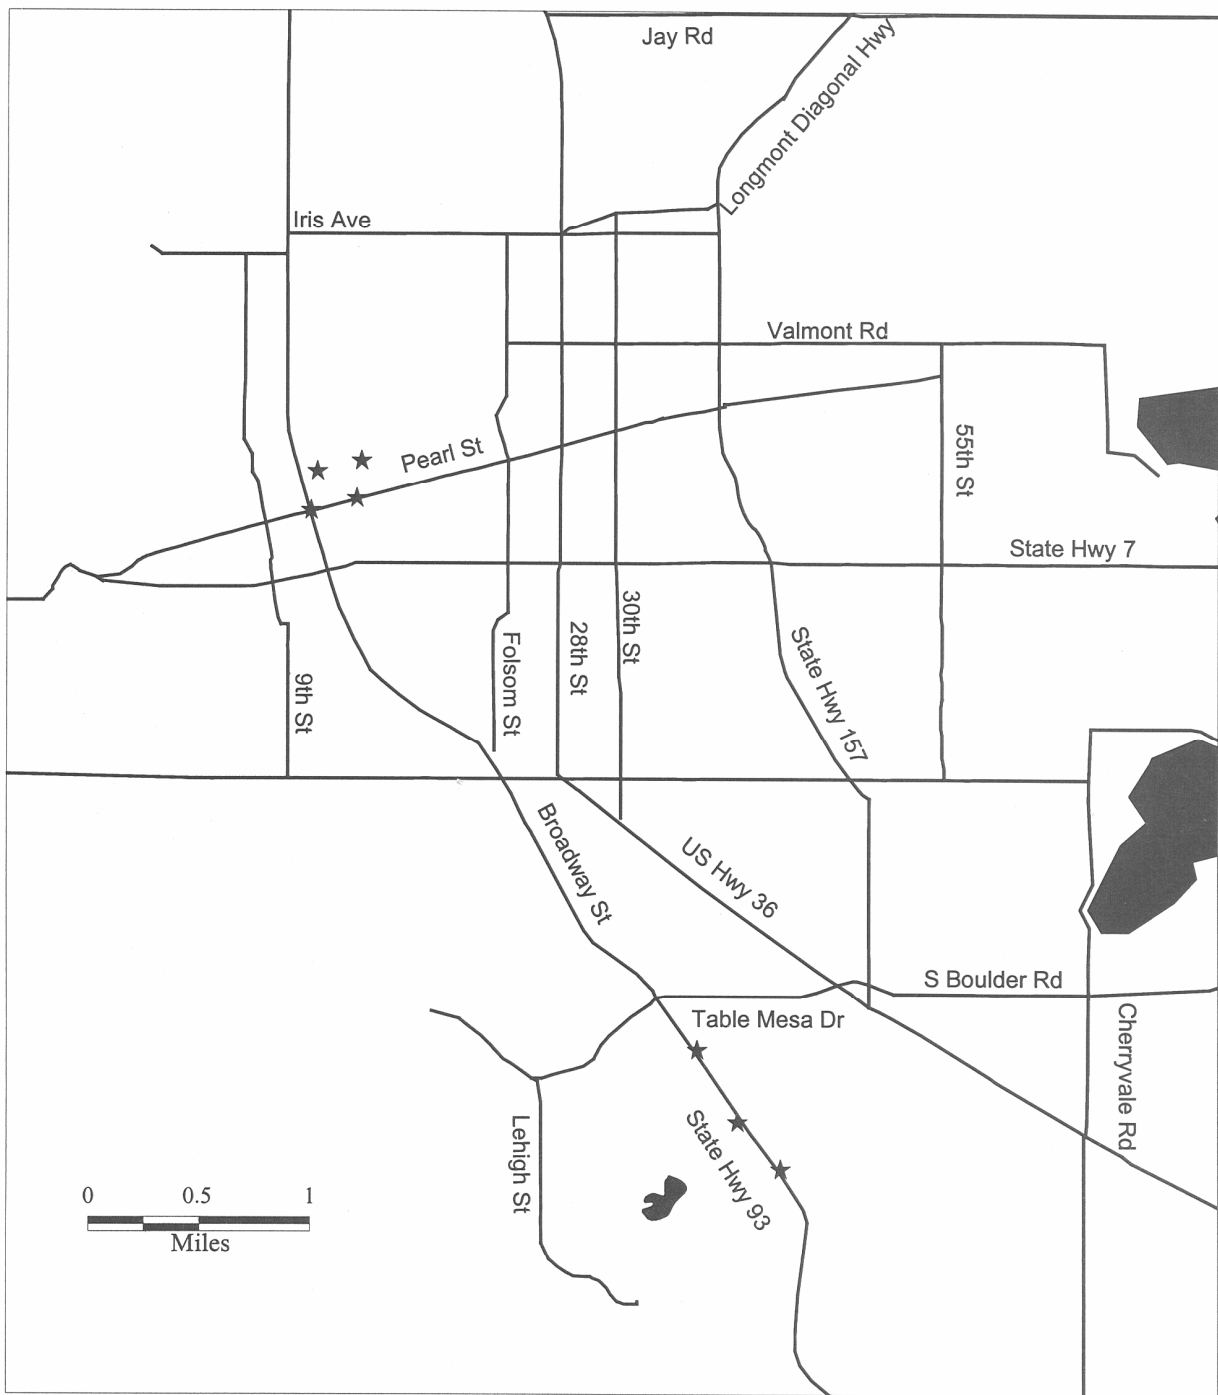 Jay Rd
Longmont Diagonal Hwy
Iris Ave
Valmont Rd
Pearl St
55th St
State Hwy 7
30th St
28th St
Folsom St
9th St
State Hwy 157
Broadway St
US Hwy 36
S Boulder Rd
Table Mesa Dr
Cherryvale Rd
Lehigh St
State Hwy 93
0 0.5 1
Miles